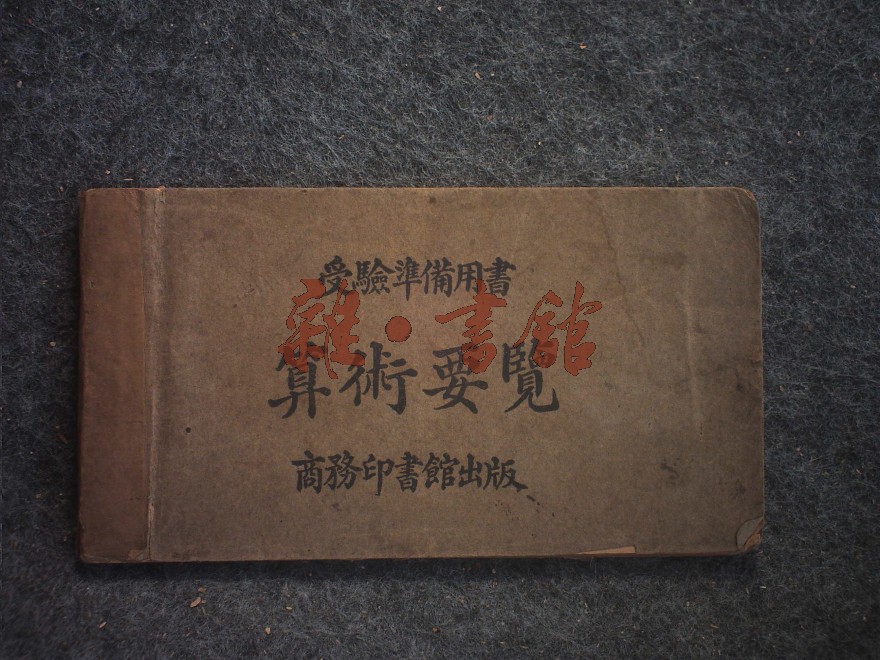 受驗準備用書
雜·書館
算術要覽
商務印書館出版